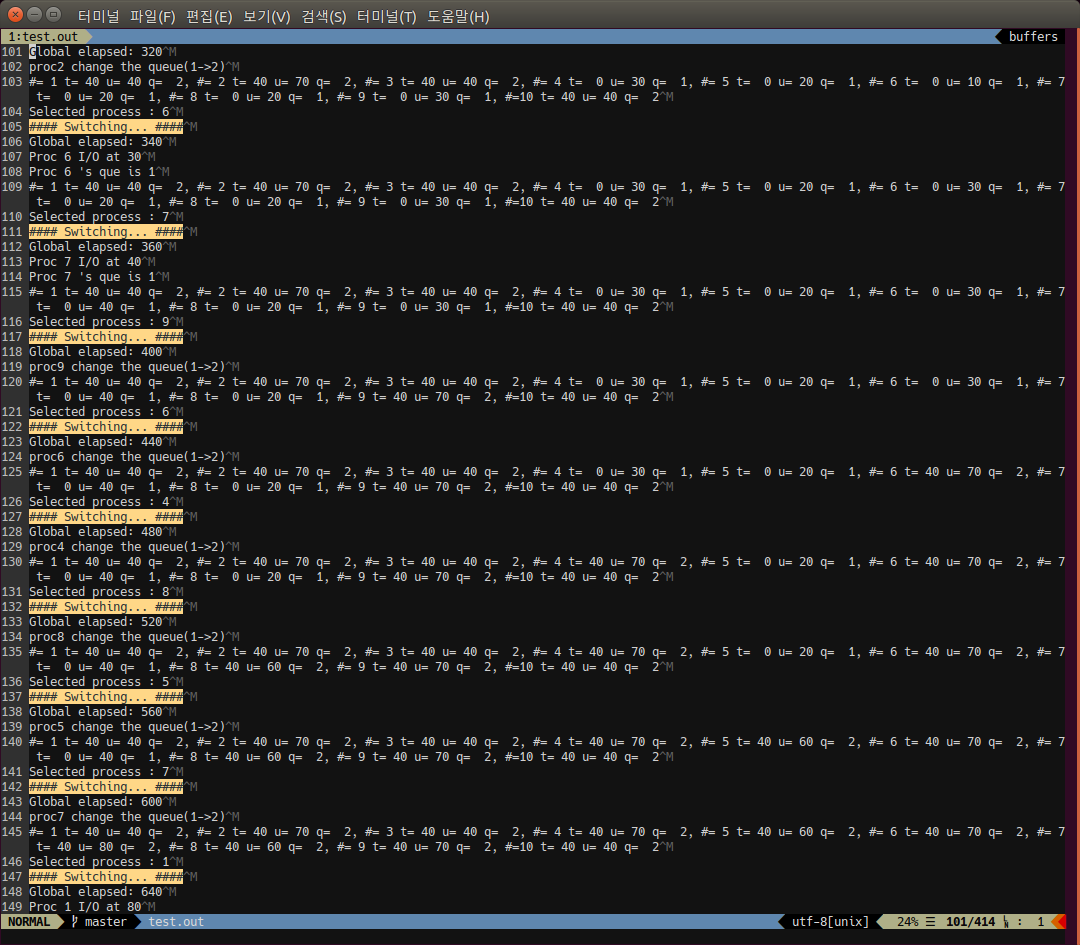 터미널 파일(F) 편집(E) 보기(V) 검색(S) 터미널(T) 도움말(H)
1:test.out buffers
101 Global elapsed: 320^M
102 proc2 change the queue(1->2)^M
103 #= 1 t= 40 u= 40 q=  2, #= 2 t= 40 u= 70 q=  2, #= 3 t= 40 u= 40 q=  2, #= 4 t=  0 u= 30 q=  1, #= 5 t=  0 u= 20 q=  1, #= 6 t=  0 u= 10 q=  1, #= 7
 t=  0 u= 20 q=  1, #= 8 t=  0 u= 20 q=  1, #= 9 t=  0 u= 30 q=  1, #=10 t= 40 u= 40 q=  2^M
104 Selected process : 6^M
105 #### Switching... ####^M
106 Global elapsed: 340^M
107 Proc 6 I/O at 30^M
108 Proc 6 's que is 1^M
109 #= 1 t= 40 u= 40 q=  2, #= 2 t= 40 u= 70 q=  2, #= 3 t= 40 u= 40 q=  2, #= 4 t=  0 u= 30 q=  1, #= 5 t=  0 u= 20 q=  1, #= 6 t=  0 u= 30 q=  1, #= 7
 t=  0 u= 20 q=  1, #= 8 t=  0 u= 20 q=  1, #= 9 t=  0 u= 30 q=  1, #=10 t= 40 u= 40 q=  2^M
110 Selected process : 7^M
111 #### Switching... ####^M
112 Global elapsed: 360^M
113 Proc 7 I/O at 40^M
114 Proc 7 's que is 1^M
115 #= 1 t= 40 u= 40 q=  2, #= 2 t= 40 u= 70 q=  2, #= 3 t= 40 u= 40 q=  2, #= 4 t=  0 u= 30 q=  1, #= 5 t=  0 u= 20 q=  1, #= 6 t=  0 u= 30 q=  1, #= 7
 t=  0 u= 40 q=  1, #= 8 t=  0 u= 20 q=  1, #= 9 t=  0 u= 30 q=  1, #=10 t= 40 u= 40 q=  2^M
116 Selected process : 9^M
117 #### Switching... ####^M
118 Global elapsed: 400^M
119 proc9 change the queue(1->2)^M
120 #= 1 t= 40 u= 40 q=  2, #= 2 t= 40 u= 70 q=  2, #= 3 t= 40 u= 40 q=  2, #= 4 t=  0 u= 30 q=  1, #= 5 t=  0 u= 20 q=  1, #= 6 t=  0 u= 30 q=  1, #= 7
 t=  0 u= 40 q=  1, #= 8 t=  0 u= 20 q=  1, #= 9 t= 40 u= 70 q=  2, #=10 t= 40 u= 40 q=  2^M
121 Selected process : 6^M
122 #### Switching... ####^M
123 Global elapsed: 440^M
124 proc6 change the queue(1->2)^M
125 #= 1 t= 40 u= 40 q=  2, #= 2 t= 40 u= 70 q=  2, #= 3 t= 40 u= 40 q=  2, #= 4 t=  0 u= 30 q=  1, #= 5 t=  0 u= 20 q=  1, #= 6 t= 40 u= 70 q=  2, #= 7
 t=  0 u= 40 q=  1, #= 8 t=  0 u= 20 q=  1, #= 9 t= 40 u= 70 q=  2, #=10 t= 40 u= 40 q=  2^M
126 Selected process : 4^M
127 #### Switching... ####^M
128 Global elapsed: 480^M
129 proc4 change the queue(1->2)^M
130 #= 1 t= 40 u= 40 q=  2, #= 2 t= 40 u= 70 q=  2, #= 3 t= 40 u= 40 q=  2, #= 4 t= 40 u= 70 q=  2, #= 5 t=  0 u= 20 q=  1, #= 6 t= 40 u= 70 q=  2, #= 7
 t=  0 u= 40 q=  1, #= 8 t=  0 u= 20 q=  1, #= 9 t= 40 u= 70 q=  2, #=10 t= 40 u= 40 q=  2^M
131 Selected process : 8^M
132 #### Switching... ####^M
133 Global elapsed: 520^M
134 proc8 change the queue(1->2)^M
135 #= 1 t= 40 u= 40 q=  2, #= 2 t= 40 u= 70 q=  2, #= 3 t= 40 u= 40 q=  2, #= 4 t= 40 u= 70 q=  2, #= 5 t=  0 u= 20 q=  1, #= 6 t= 40 u= 70 q=  2, #= 7
 t=  0 u= 40 q=  1, #= 8 t= 40 u= 60 q=  2, #= 9 t= 40 u= 70 q=  2, #=10 t= 40 u= 40 q=  2^M
136 Selected process : 5^M
137 #### Switching... ####^M
138 Global elapsed: 560^M
139 proc5 change the queue(1->2)^M
140 #= 1 t= 40 u= 40 q=  2, #= 2 t= 40 u= 70 q=  2, #= 3 t= 40 u= 40 q=  2, #= 4 t= 40 u= 70 q=  2, #= 5 t= 40 u= 60 q=  2, #= 6 t= 40 u= 70 q=  2, #= 7
 t=  0 u= 40 q=  1, #= 8 t= 40 u= 60 q=  2, #= 9 t= 40 u= 70 q=  2, #=10 t= 40 u= 40 q=  2^M
141 Selected process : 7^M
142 #### Switching... ####^M
143 Global elapsed: 600^M
144 proc7 change the queue(1->2)^M
145 #= 1 t= 40 u= 40 q=  2, #= 2 t= 40 u= 70 q=  2, #= 3 t= 40 u= 40 q=  2, #= 4 t= 40 u= 70 q=  2, #= 5 t= 40 u= 60 q=  2, #= 6 t= 40 u= 70 q=  2, #= 7
 t= 40 u= 80 q=  2, #= 8 t= 40 u= 60 q=  2, #= 9 t= 40 u= 70 q=  2, #=10 t= 40 u= 40 q=  2^M
146 Selected process : 1^M
147 #### Switching... ####^M
148 Global elapsed: 640^M
149 Proc 1 I/O at 80^M
NORMAL master test.out utf-8[unix] 24% ☰ 101/414 : 1